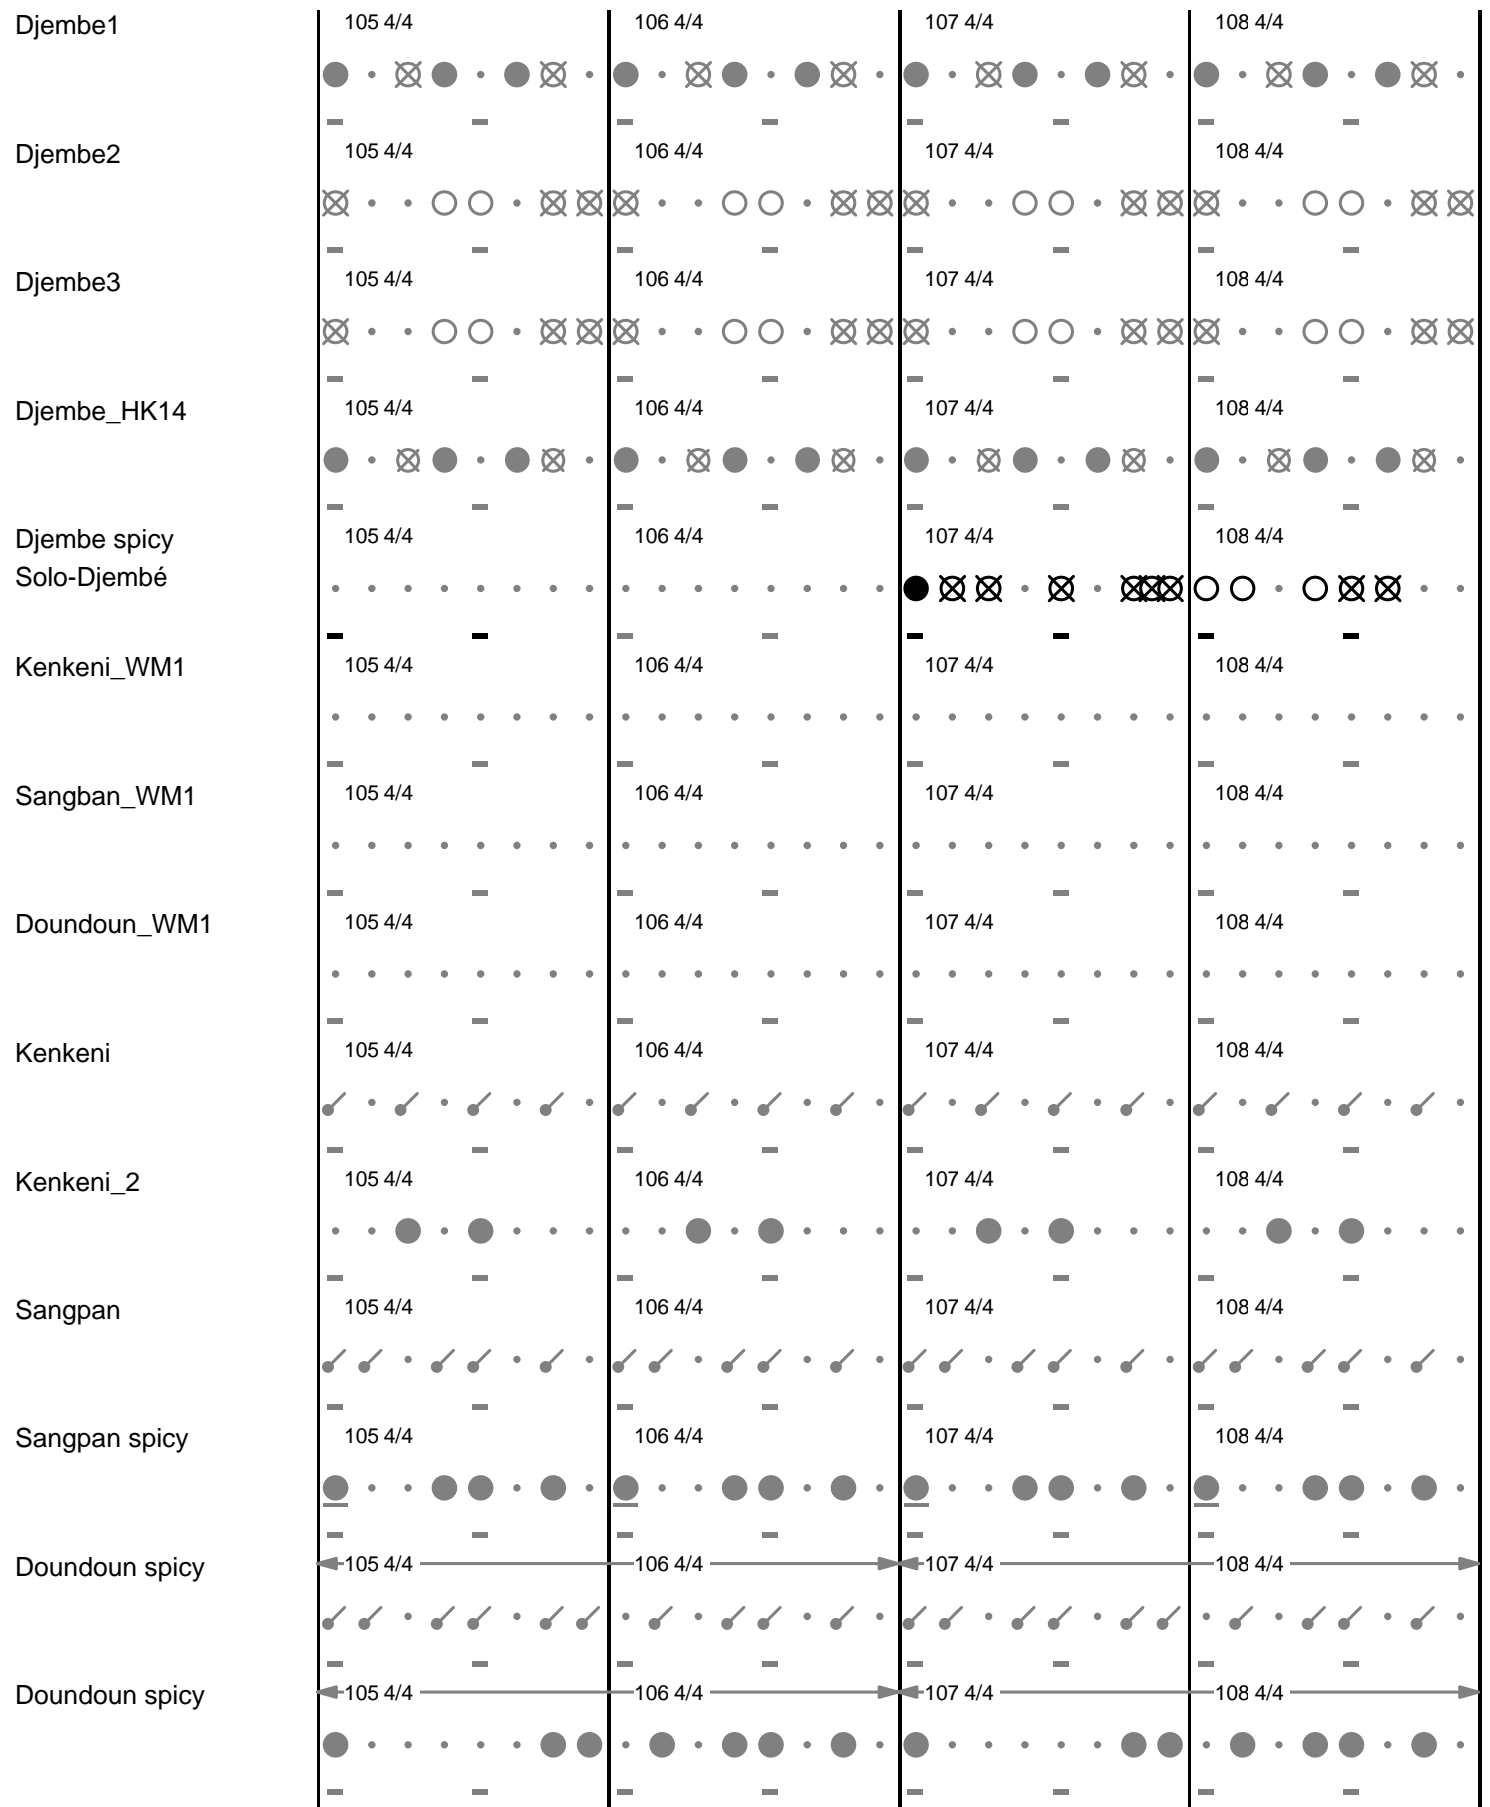 Djembe1 105 4/4 106 4/4 107 4/4 108 4/4
Djembe2 105 4/4 106 4/4 107 4/4 108 4/4
Djembe3 105 4/4 106 4/4 107 4/4 108 4/4
Djembe_HK14 105 4/4 106 4/4 107 4/4 108 4/4
Djembe spicy 105 4/4 106 4/4 107 4/4 108 4/4
Solo-Djembé
Kenkeni_WM1 105 4/4 106 4/4 107 4/4 108 4/4
Sangban_WM1 105 4/4 106 4/4 107 4/4 108 4/4
Doundoun_WM1 105 4/4 106 4/4 107 4/4 108 4/4
Kenkeni 105 4/4 106 4/4 107 4/4 108 4/4
Kenkeni_2 105 4/4 106 4/4 107 4/4 108 4/4
Sangpan 105 4/4 106 4/4 107 4/4 108 4/4
Sangpan spicy 105 4/4 106 4/4 107 4/4 108 4/4
Doundoun spicy 105 4/4 106 4/4 107 4/4 108 4/4
Doundoun spicy 105 4/4 106 4/4 107 4/4 108 4/4